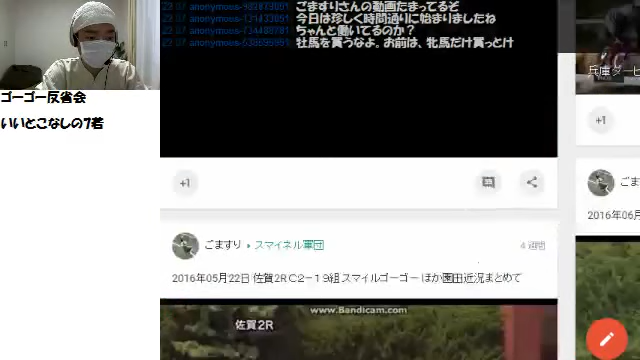 ごますりさんの動画たまってるぞ
今日は珍しく時間通りに始まりましたね
ちゃんと働いてるのか？
牡馬を買うなよ。お前は、牝馬だけ買っとけ
ゴーゴー反省会
いいとこなしの7着
兵庫ダービ
+1
+1
ごますり ▸ スマイネル軍団
4 週間
2016年05月22日 佐賀2R C2－19組 スマイルゴーゴー ほか園田近況まとめて
ごま
2016年06月
www.Bandicam.com
佐賀2R